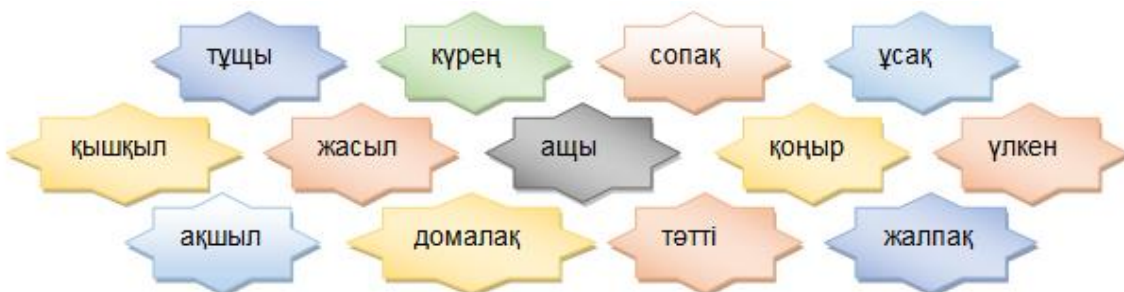 тұщы күрең сопақ ұсақ
қышқыл жасыл ащы қоңыр үлкен
ақшыл домалақ тәтті жалпақ